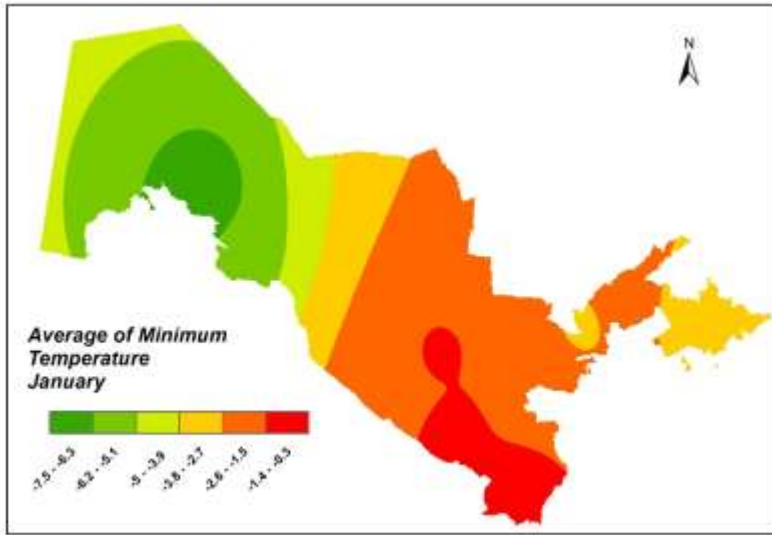 N
Average of Minimum
Temperature
January
-7.5 - -6.3
-6.2 - -5.1
-5 - -3.9
-3.8 - -2.7
-2.6 - -1.5
-1.4 - -0.3